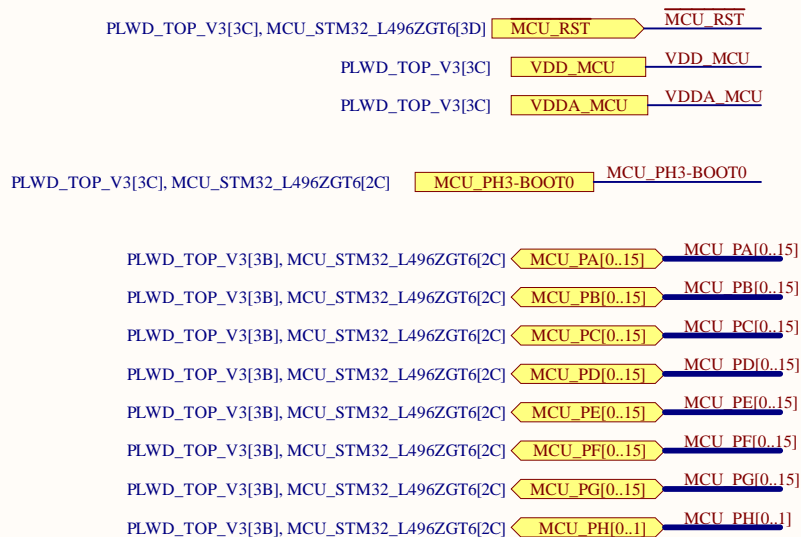 PLWD_TOP_V3[3C], MCU_STM32_L496ZGT6[3D] MCU_RST MCU_RST
PLWD_TOP_V3[3C] VDD_MCU VDD_MCU
PLWD_TOP_V3[3C] VDDA_MCU VDDA_MCU
PLWD_TOP_V3[3C], MCU_STM32_L496ZGT6[2C] MCU_PH3-BOOT0 MCU_PH3-BOOT0
PLWD_TOP_V3[3B], MCU_STM32_L496ZGT6[2C] MCU_PA[0..15] MCU_PA[0..15]
PLWD_TOP_V3[3B], MCU_STM32_L496ZGT6[2C] MCU_PB[0..15] MCU_PB[0..15]
PLWD_TOP_V3[3B], MCU_STM32_L496ZGT6[2C] MCU_PC[0..15] MCU_PC[0..15]
PLWD_TOP_V3[3B], MCU_STM32_L496ZGT6[2C] MCU_PD[0..15] MCU_PD[0..15]
PLWD_TOP_V3[3B], MCU_STM32_L496ZGT6[2C] MCU_PE[0..15] MCU_PE[0..15]
PLWD_TOP_V3[3B], MCU_STM32_L496ZGT6[2C] MCU_PF[0..15] MCU_PF[0..15]
PLWD_TOP_V3[3B], MCU_STM32_L496ZGT6[2C] MCU_PG[0..15] MCU_PG[0..15]
PLWD_TOP_V3[3B], MCU_STM32_L496ZGT6[2C] MCU_PH[0..1] MCU_PH[0..1]